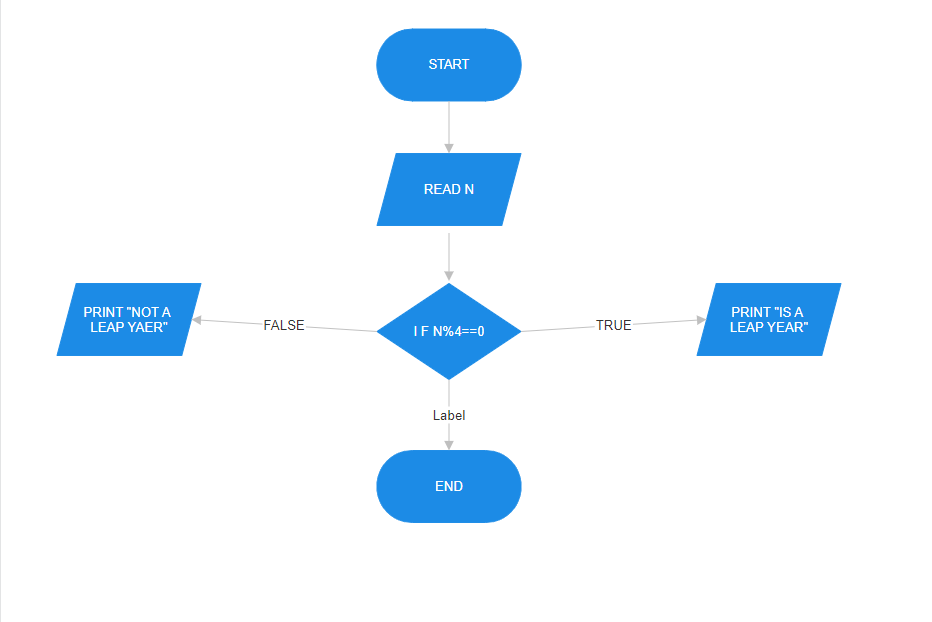 START
READ N
PRINT "NOT A
LEAP YAER"
FALSE
I F N%4==0
TRUE
PRINT "IS A
LEAP YEAR"
Label
END